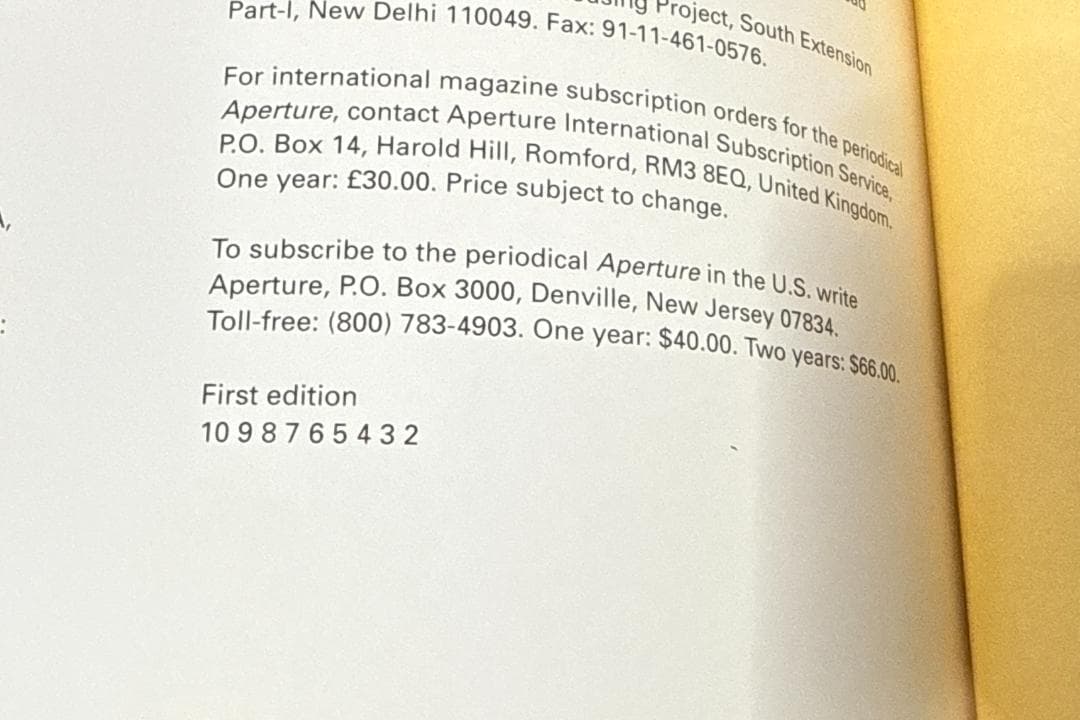 Project, South Extension
Part-I, New Delhi 110049. Fax: 91-11-461-0576.
For international magazine subscription orders for the periodical
Aperture, contact Aperture International Subscription Service,
P.O. Box 14, Harold Hill, Romford, RM3 8EQ, United Kingdom.
One year: £30.00. Price subject to change.
To subscribe to the periodical Aperture in the U.S. write
Aperture, P.O. Box 3000, Denville, New Jersey 07834.
Toll-free: (800) 783-4903. One year: $40.00. Two years: $66.00.
First edition
10 9 8 7 6 5 4 3 2